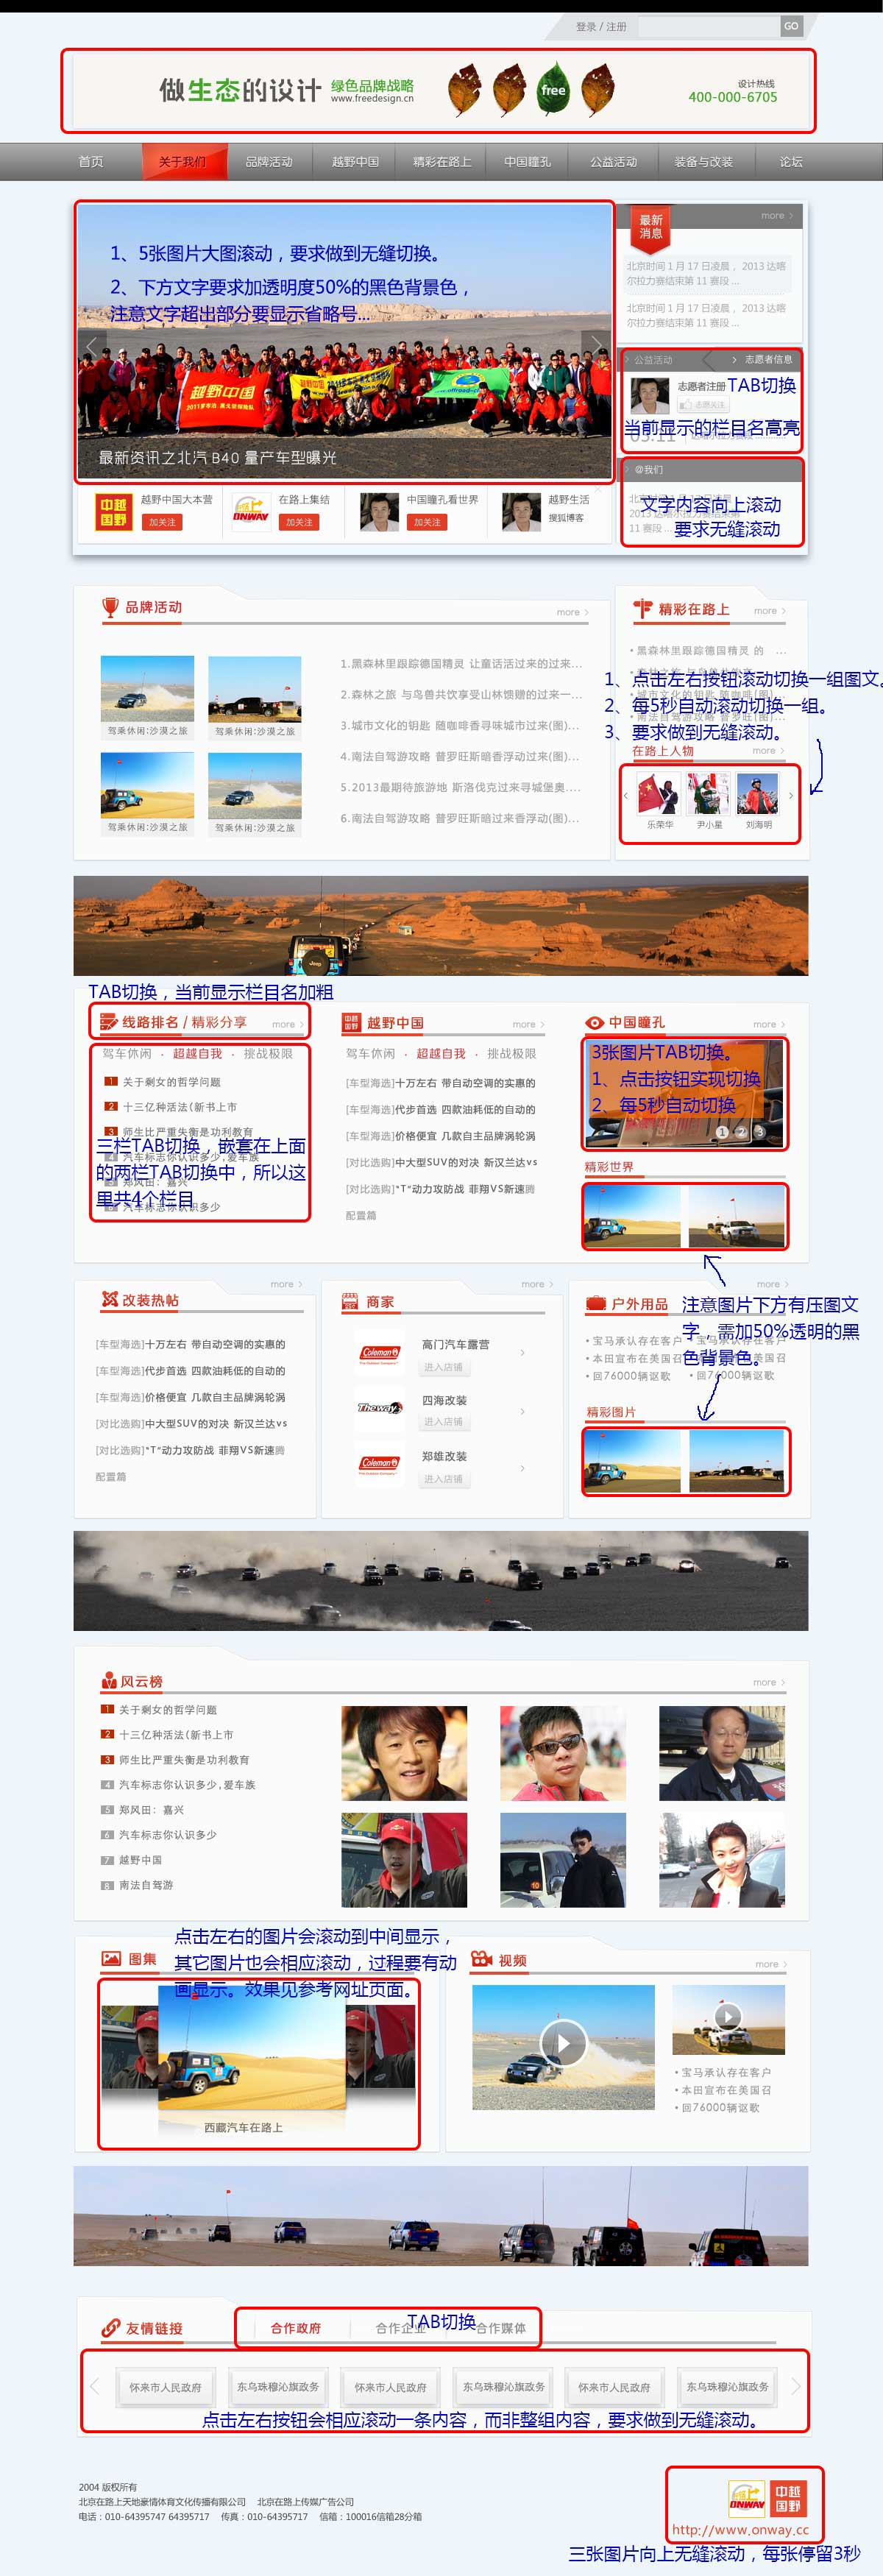 登录 / 注册
GO
做生态的设计
绿色品牌战略
www.freedesign.cn
free
设计热线
400-000-6705
首页 关于我们 品牌活动 越野中国 精彩在路上 中国瞳孔 公益活动 装备与改装 论坛
1、5张图片大图滚动，要求做到无缝切换。
2、下方文字要求加透明度50%的黑色背景色，
注意文字超出部分要显示省略号...
越野中国
最新资讯之北汽 B40 量产车型曝光
最新
消息
more
北京时间 1 月 17 日凌晨， 2013 达喀
尔拉力赛结束第 11 赛段 ...
北京时间 1 月 17 日凌晨， 2013 达喀
尔拉力赛结束第 11 赛段 ...
公益活动
志愿者信息
志愿者注册
TAB切换
志愿关注
当前显示的栏目名高亮
@我们
文字内容向上滚动
要求无缝滚动
中越
国野
越野中国大本营
加关注
ONWAY
在路上集结
加关注
中国瞳孔看世界
加关注
越野生活
搜狐博客
品牌活动
more
驾乘休闲:沙漠之旅
驾乘休闲:沙漠之旅
驾乘休闲:沙漠之旅
驾乘休闲:沙漠之旅
1.黑森林里跟踪德国精灵 让童话活过来的过来...
2.森林之旅 与鸟兽共饮享受山林馈赠的过来一...
3.城市文化的钥匙 随咖啡香寻味城市过来(图)...
4.南法自驾游攻略 普罗旺斯暗香浮动过来(图)...
5.2013最期待旅游地 斯洛伐克过来寻城堡奥....
6.南法自驾游攻略 普罗旺斯暗过来香浮动(图)...
精彩在路上
more
• 黑森林里跟踪德国精灵 的 ...
1、点击左右按钮滚动切换一组图文。
2、每5秒自动滚动切换一组。
3、要求做到无缝滚动。
在路上人物
more
乐荣华
尹小星
刘海明
TAB切换，当前显示栏目名加粗
线路排名 / 精彩分享
more
驾车休闲 · 超越自我 · 挑战极限
1 关于剩女的哲学问题
2 十三亿种活法(新书上市
3 师生比严重失衡是功利教育
三栏TAB切换，嵌套在上面
的两栏TAB切换中，所以这
里共4个栏目
中越
国野
越野中国
more
驾车休闲 · 超越自我 · 挑战极限
[车型海选]十万左右 带自动空调的实惠的
[车型海选]代步首选 四款油耗低的自动的
[车型海选]价格便宜 几款自主品牌涡轮涡
[对比选购]中大型SUV的对决 新汉兰达vs
[对比选购]"T"动力攻防战 菲翔VS新速腾
配置篇
中国瞳孔
more
3张图片TAB切换。
1、点击按钮实现切换
2、每5秒自动切换
1 2 3
精彩世界
注意图片下方有压图文
字，需加50%透明的黑
色背景色。
改装热帖
more
[车型海选]十万左右 带自动空调的实惠的
[车型海选]代步首选 四款油耗低的自动的
[车型海选]价格便宜 几款自主品牌涡轮涡
[对比选购]中大型SUV的对决 新汉兰达vs
[对比选购]"T"动力攻防战 菲翔VS新速腾
配置篇
商家
more
Coleman
高门汽车露营
进入店铺
Theway
四海改装
进入店铺
Coleman
郑雄改装
进入店铺
户外用品
more
• 宝马承认存在客户
• 本田宣布在美国召
• 回76000辆讴歌
• 回76000辆讴歌
精彩图片
风云榜
more
1 关于剩女的哲学问题
2 十三亿种活法(新书上市
3 师生比严重失衡是功利教育
4 汽车标志你认识多少,爱车族
5 郑风田: 嘉兴
6 汽车标志你认识多少
7 越野中国
8 南法自驾游
点击左右的图片会滚动到中间显示，
其它图片也会相应滚动，过程要有动
画显示。效果见参考网址页面。
图集
西藏汽车在路上
视频
more
• 宝马承认存在客户
• 本田宣布在美国召
• 回76000辆讴歌
友情链接
合作政府
合作企业
合作媒体
TAB切换
怀来市人民政府 东乌珠穆沁旗政务 怀来市人民政府 东乌珠穆沁旗政务 怀来市人民政府 东乌珠穆沁旗政务
点击左右按钮会相应滚动一条内容，而非整组内容，要求做到无缝滚动。
2004 版权所有
北京在路上天地豪情体育文化传播有限公司 北京在路上传媒广告公司
电话：010-64395747 64395717 传真：010-64395717 信箱：100016信箱28分箱
ONWAY
中越
国野
http://www.onway.cc
三张图片向上无缝滚动，每张停留3秒